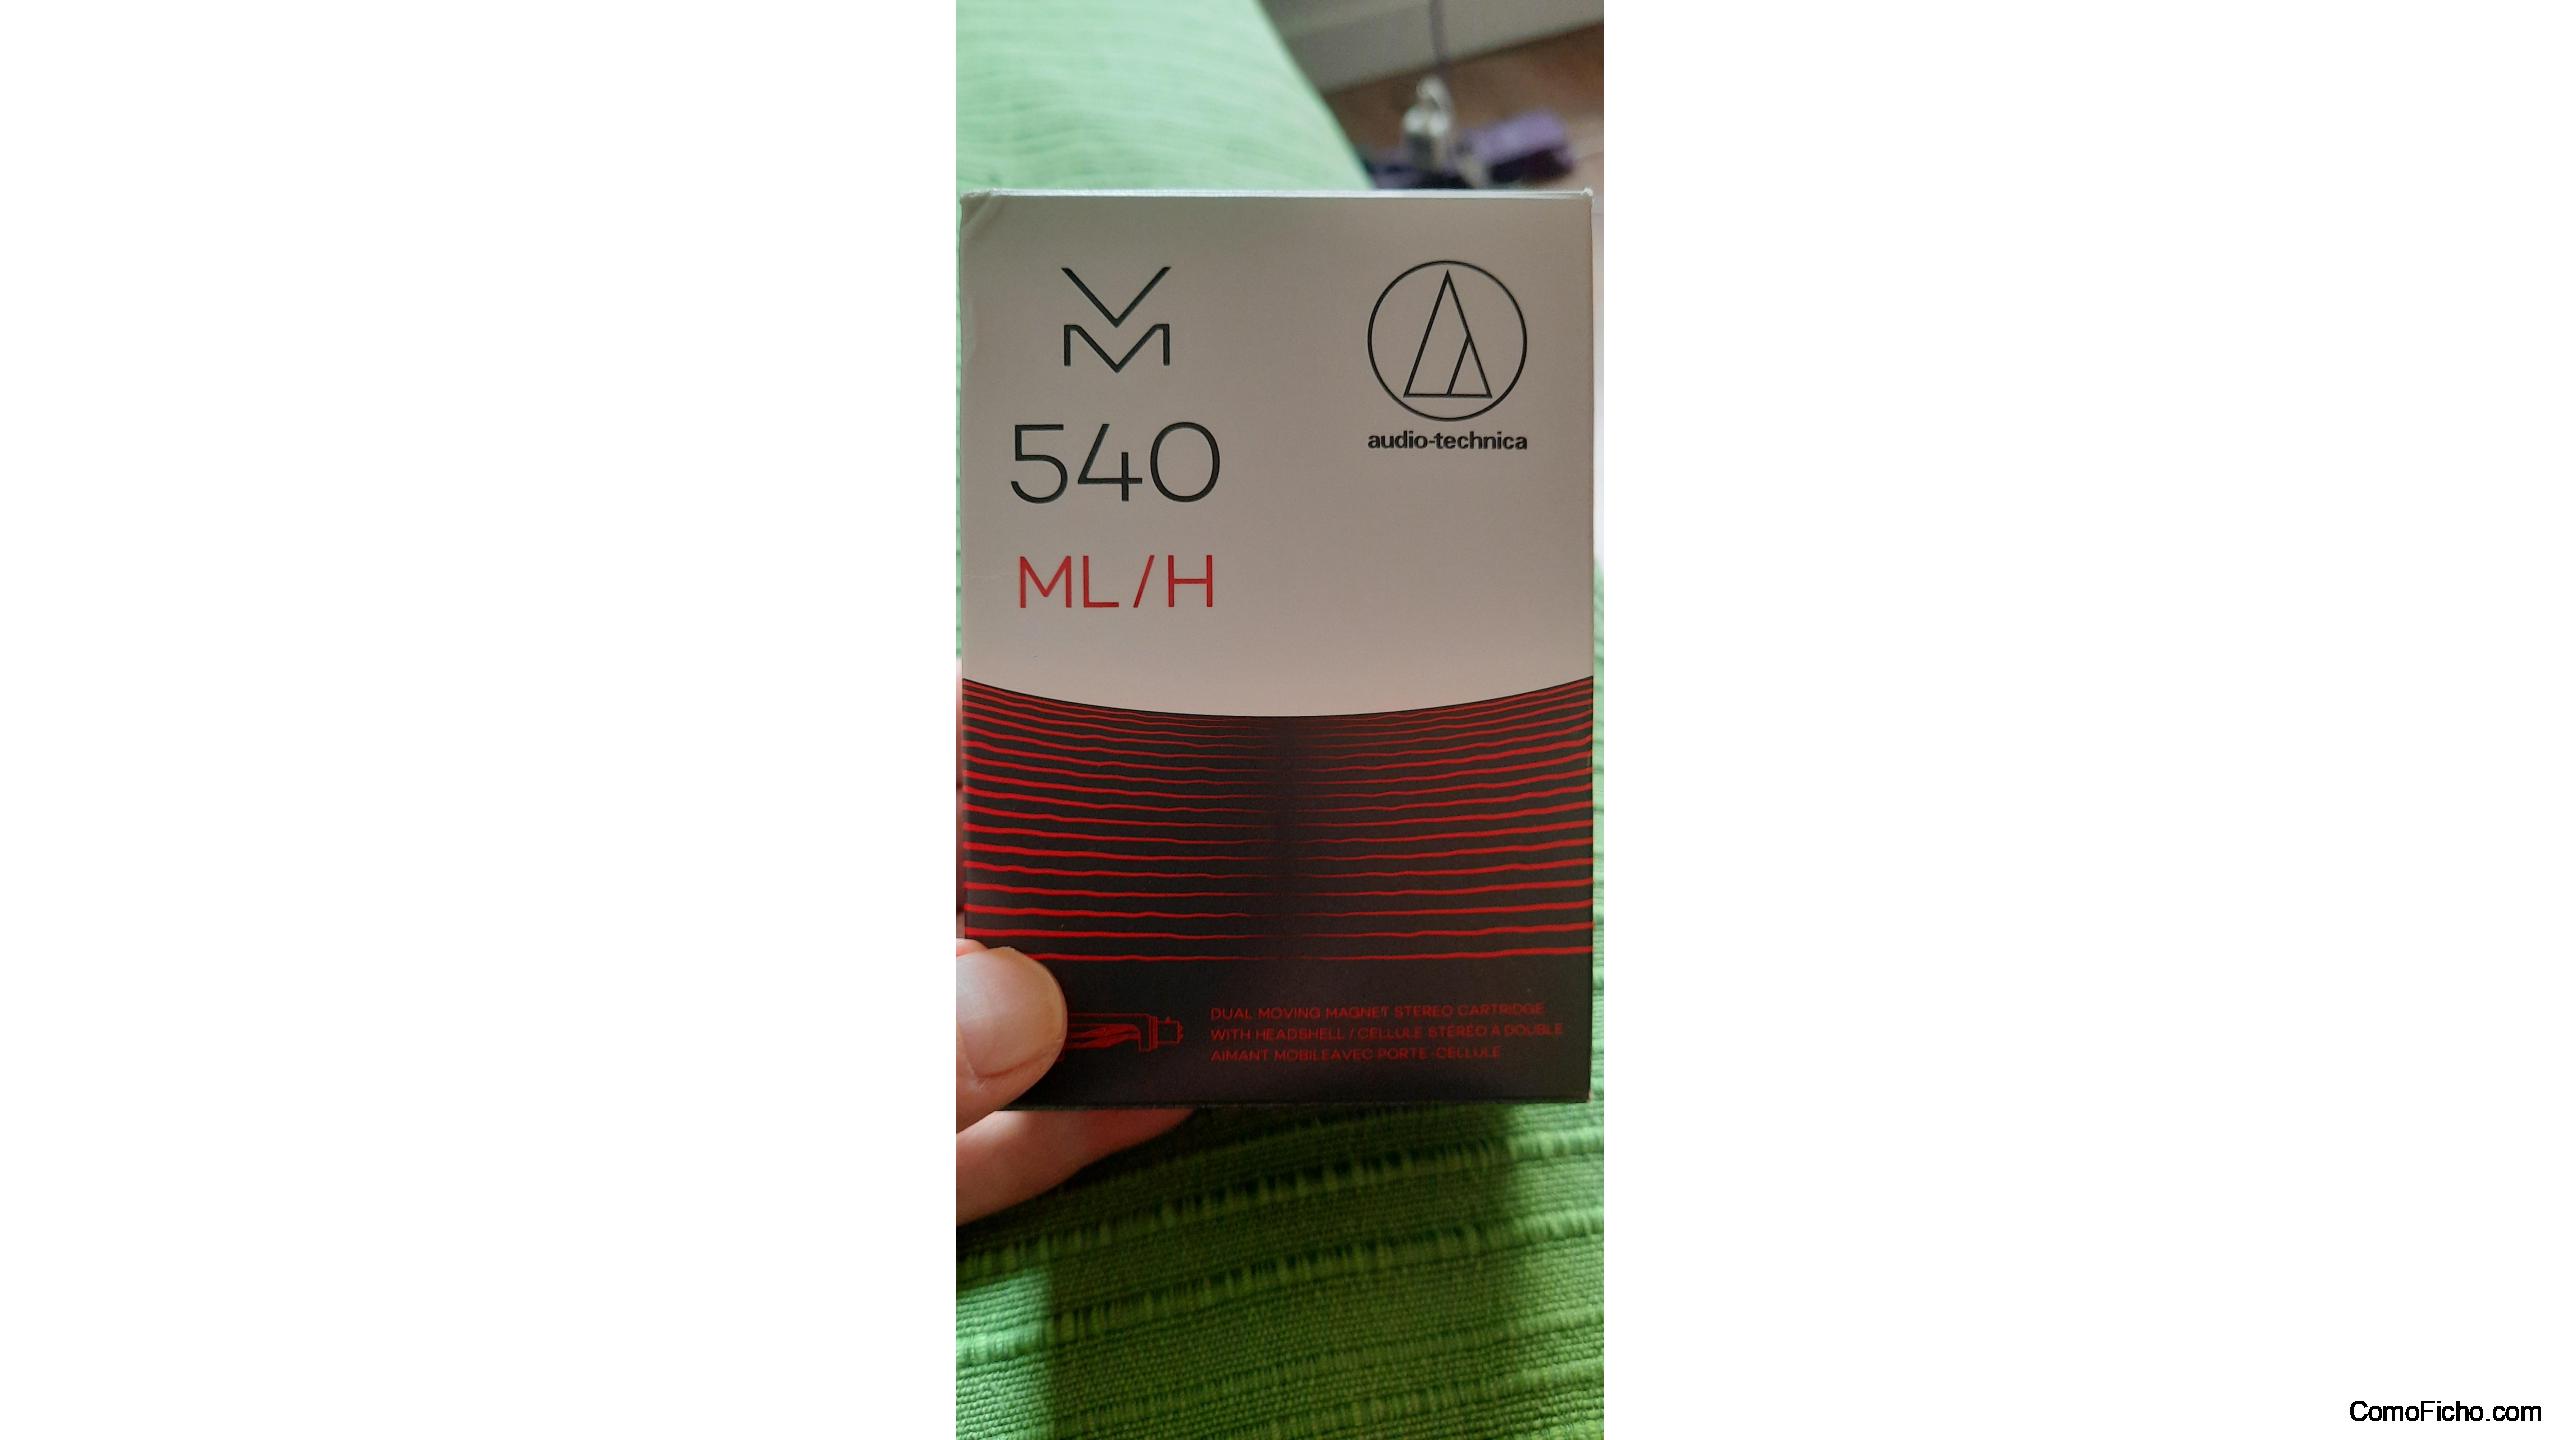 VM
540
ML/H
audio-technica
DUAL MOVING MAGNET STEREO CARTRIDGE
WITH HEADSHELL / CELLULE STÉRÉO À DOUBLE
AIMANT MOBILEAVEC PORTE-CELLULE
ComoFicho.com